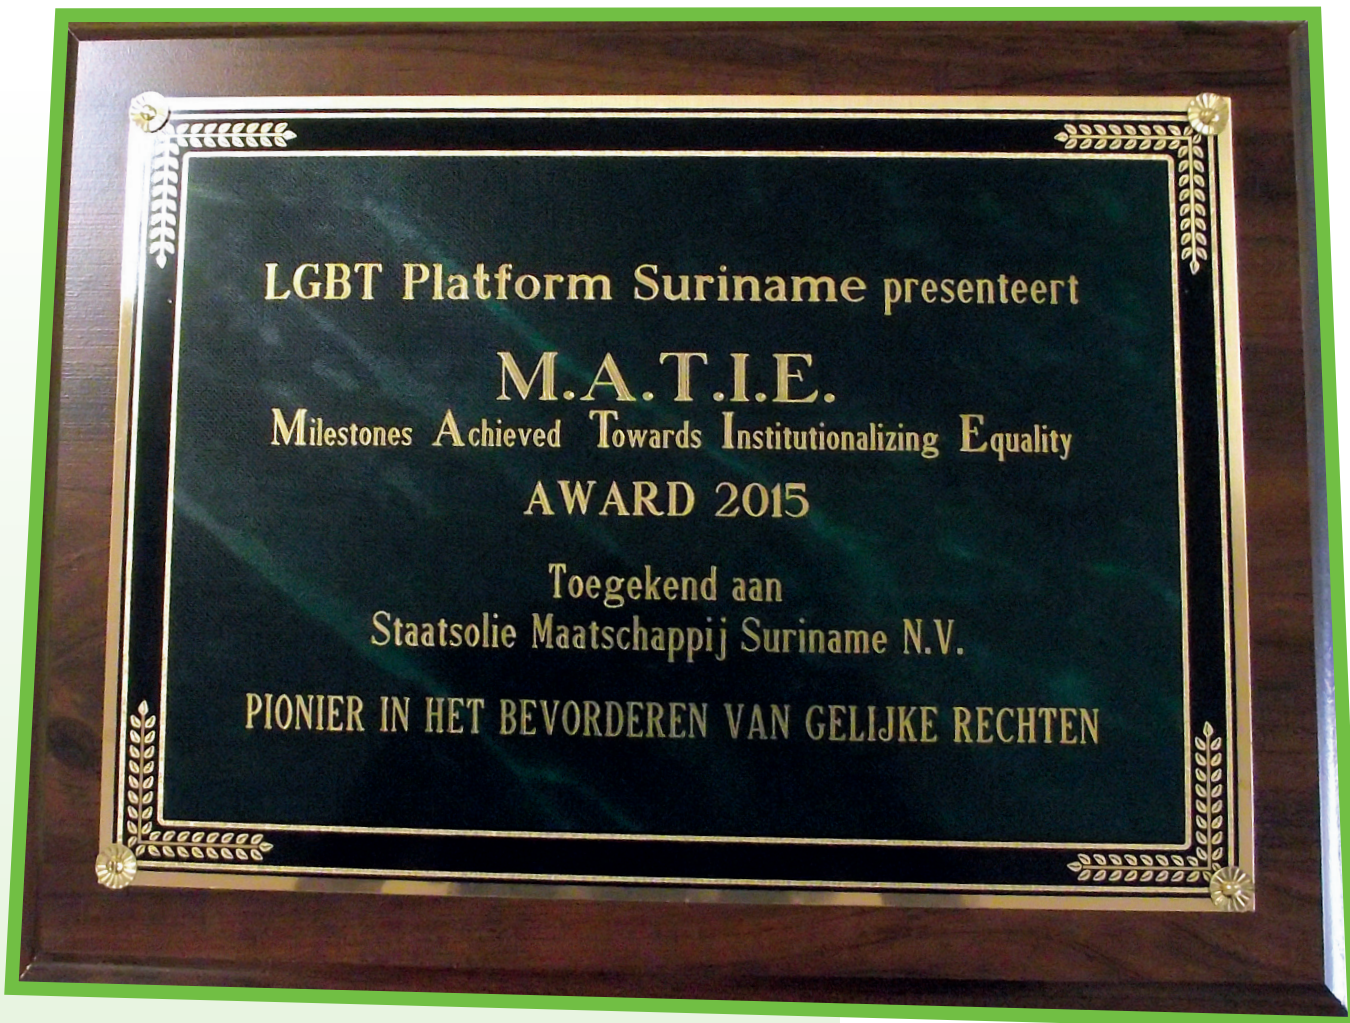 LGBT Platform Suriname presenteert
M.A.T.I.E.
Milestones Achieved Towards Institutionalizing Equality
AWARD 2015
Toegekend aan
Staatsolie Maatschappij Suriname N.V.
PIONIER IN HET BEVORDEREN VAN GELIJKE RECHTEN